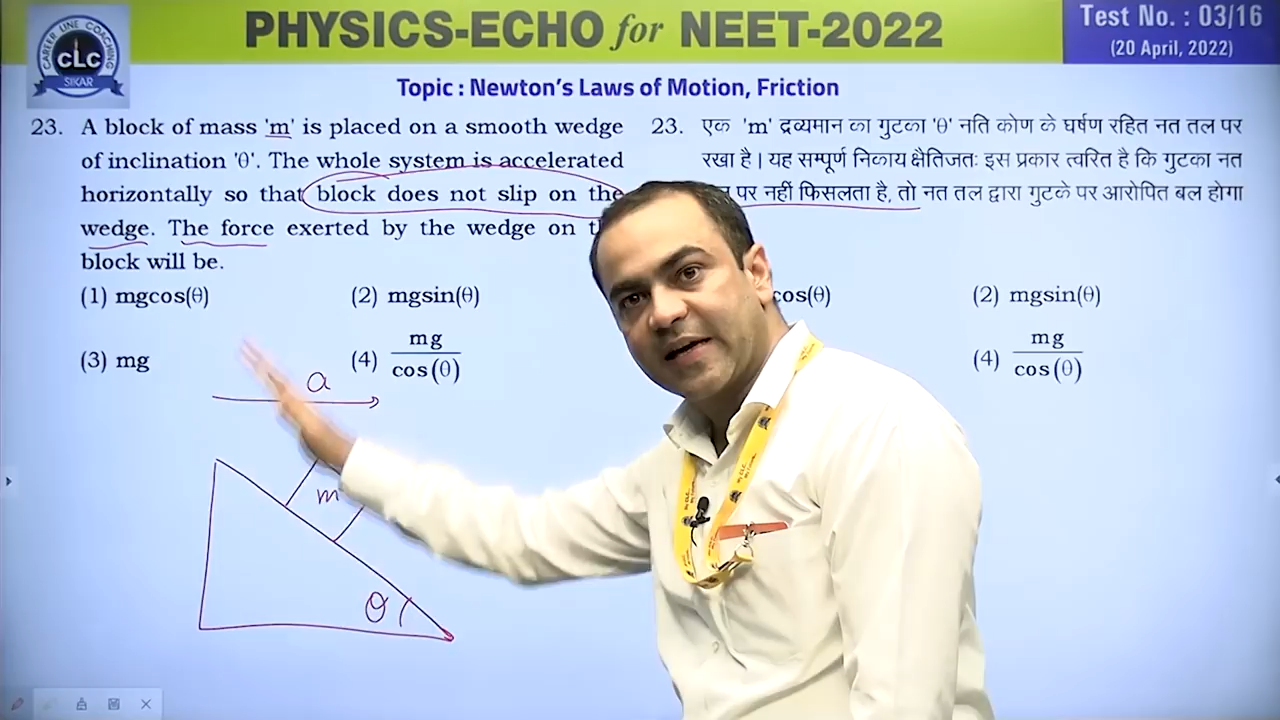 CAREER LINE COACHING
CLC
SIKAR
PHYSICS-ECHO for NEET-2022
Test No. : 03/16
(20 April, 2022)
Topic : Newton's Laws of Motion, Friction
23. A block of mass 'm' is placed on a smooth wedge
of inclination 'θ'. The whole system is accelerated
horizontally so that block does not slip on the
wedge. The force exerted by the wedge on
block will be.
(1) mgcos(θ) (2) mgsin(θ)
(3) mg (4) mg/cos(θ)
23. एक 'm' द्रव्यमान का गुटका 'θ' नति कोण के घर्षण रहित नत तल पर
रखा है। यह सम्पूर्ण निकाय क्षैतिजतः इस प्रकार त्वरित है कि गुटका नत
पर नहीं फिसलता है, तो नत तल द्वारा गुटके पर आरोपित बल होगा
cos(θ) (2) mgsin(θ)
(4) mg/cos(θ)
a
m
θ